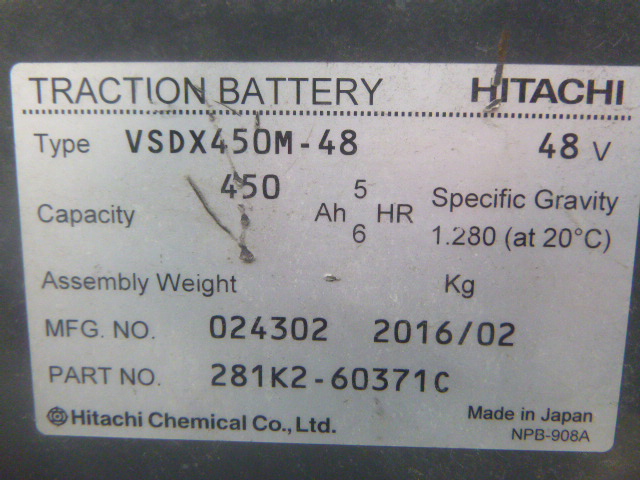 TRACTION BATTERY HITACHI
Type VSDX450M-48 48 V
Capacity 450 Ah 5 HR Specific Gravity
6 1.280 (at 20°C)
Assembly Weight Kg
MFG. NO. 024302 2016/02
PART NO. 281K2-60371C
Hitachi Chemical Co., Ltd. Made in Japan
NPB-908A